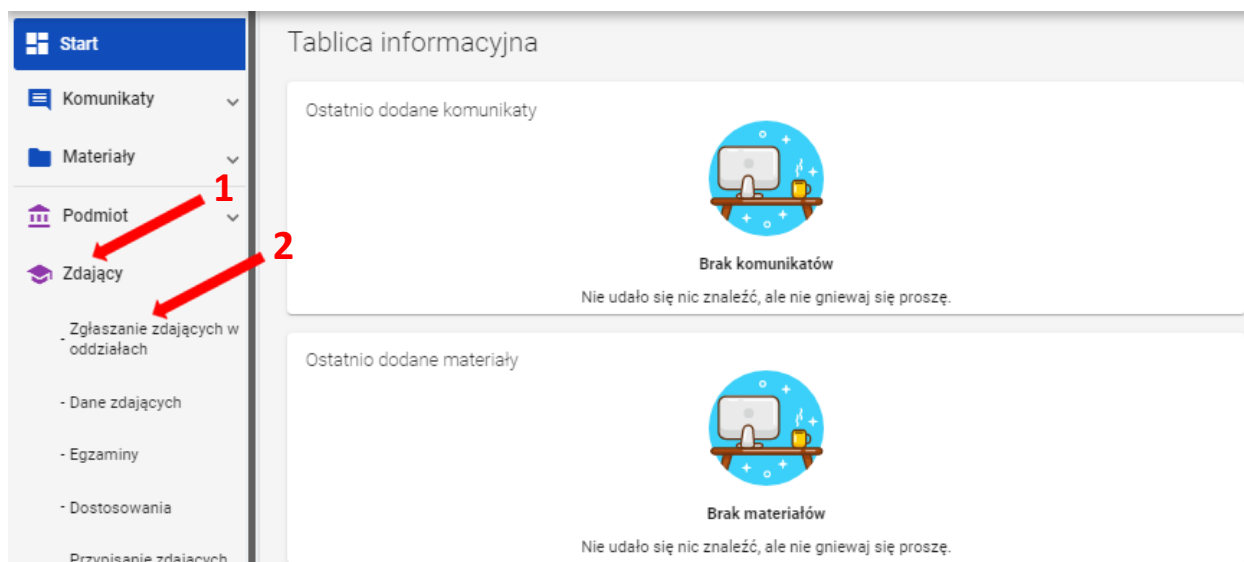 Start
Komunikaty
Materiały
1
Podmiot
2
Zdający
- Zgłaszanie zdających w
oddziałach
- Dane zdających
- Egzaminy
- Dostosowania
Przypisanie zdających
Tablica informacyjna
Ostatnio dodane komunikaty
Brak komunikatów
Nie udało się nic znaleźć, ale nie gniewaj się proszę.
Ostatnio dodane materiały
Brak materiałów
Nie udało się nic znaleźć, ale nie gniewaj się proszę.